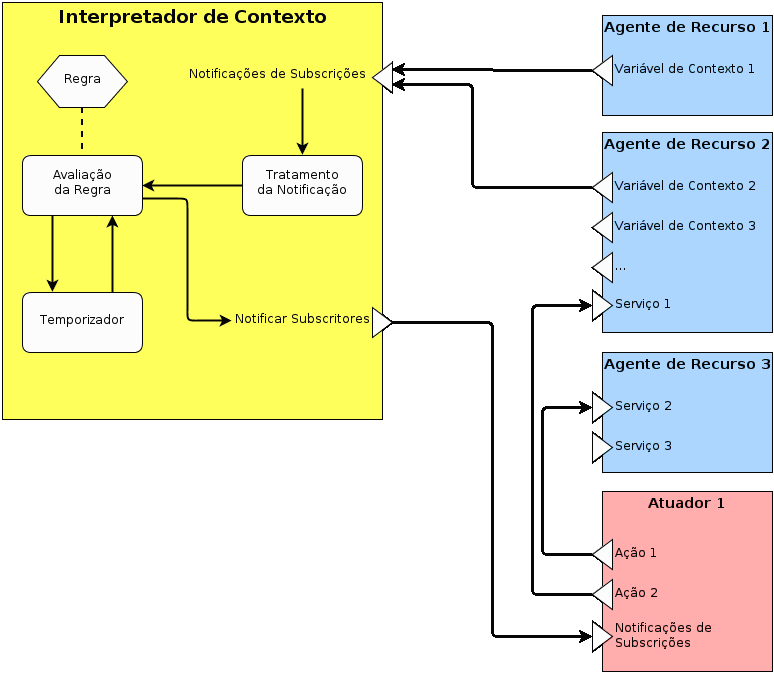 Interpretador de Contexto
Regra
Notificações de Subscrições
Avaliação
da Regra
Tratamento
da Notificação
Temporizador
Notificar Subscritores
Agente de Recurso 1
Variável de Contexto 1
Agente de Recurso 2
Variável de Contexto 2
Variável de Contexto 3
...
Serviço 1
Agente de Recurso 3
Serviço 2
Serviço 3
Atuador 1
Ação 1
Ação 2
Notificações de
Subscrições